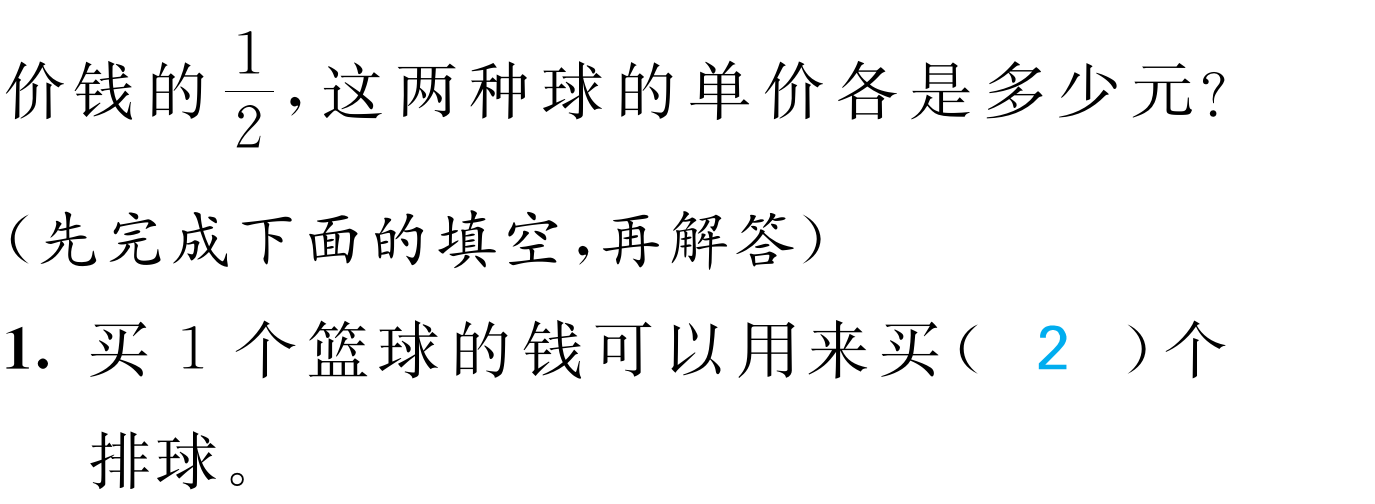 价钱的1/2,这两种球的单价各是多少元?
(先完成下面的填空,再解答)
1. 买 1 个篮球的钱可以用来买( 2 )个
排球。